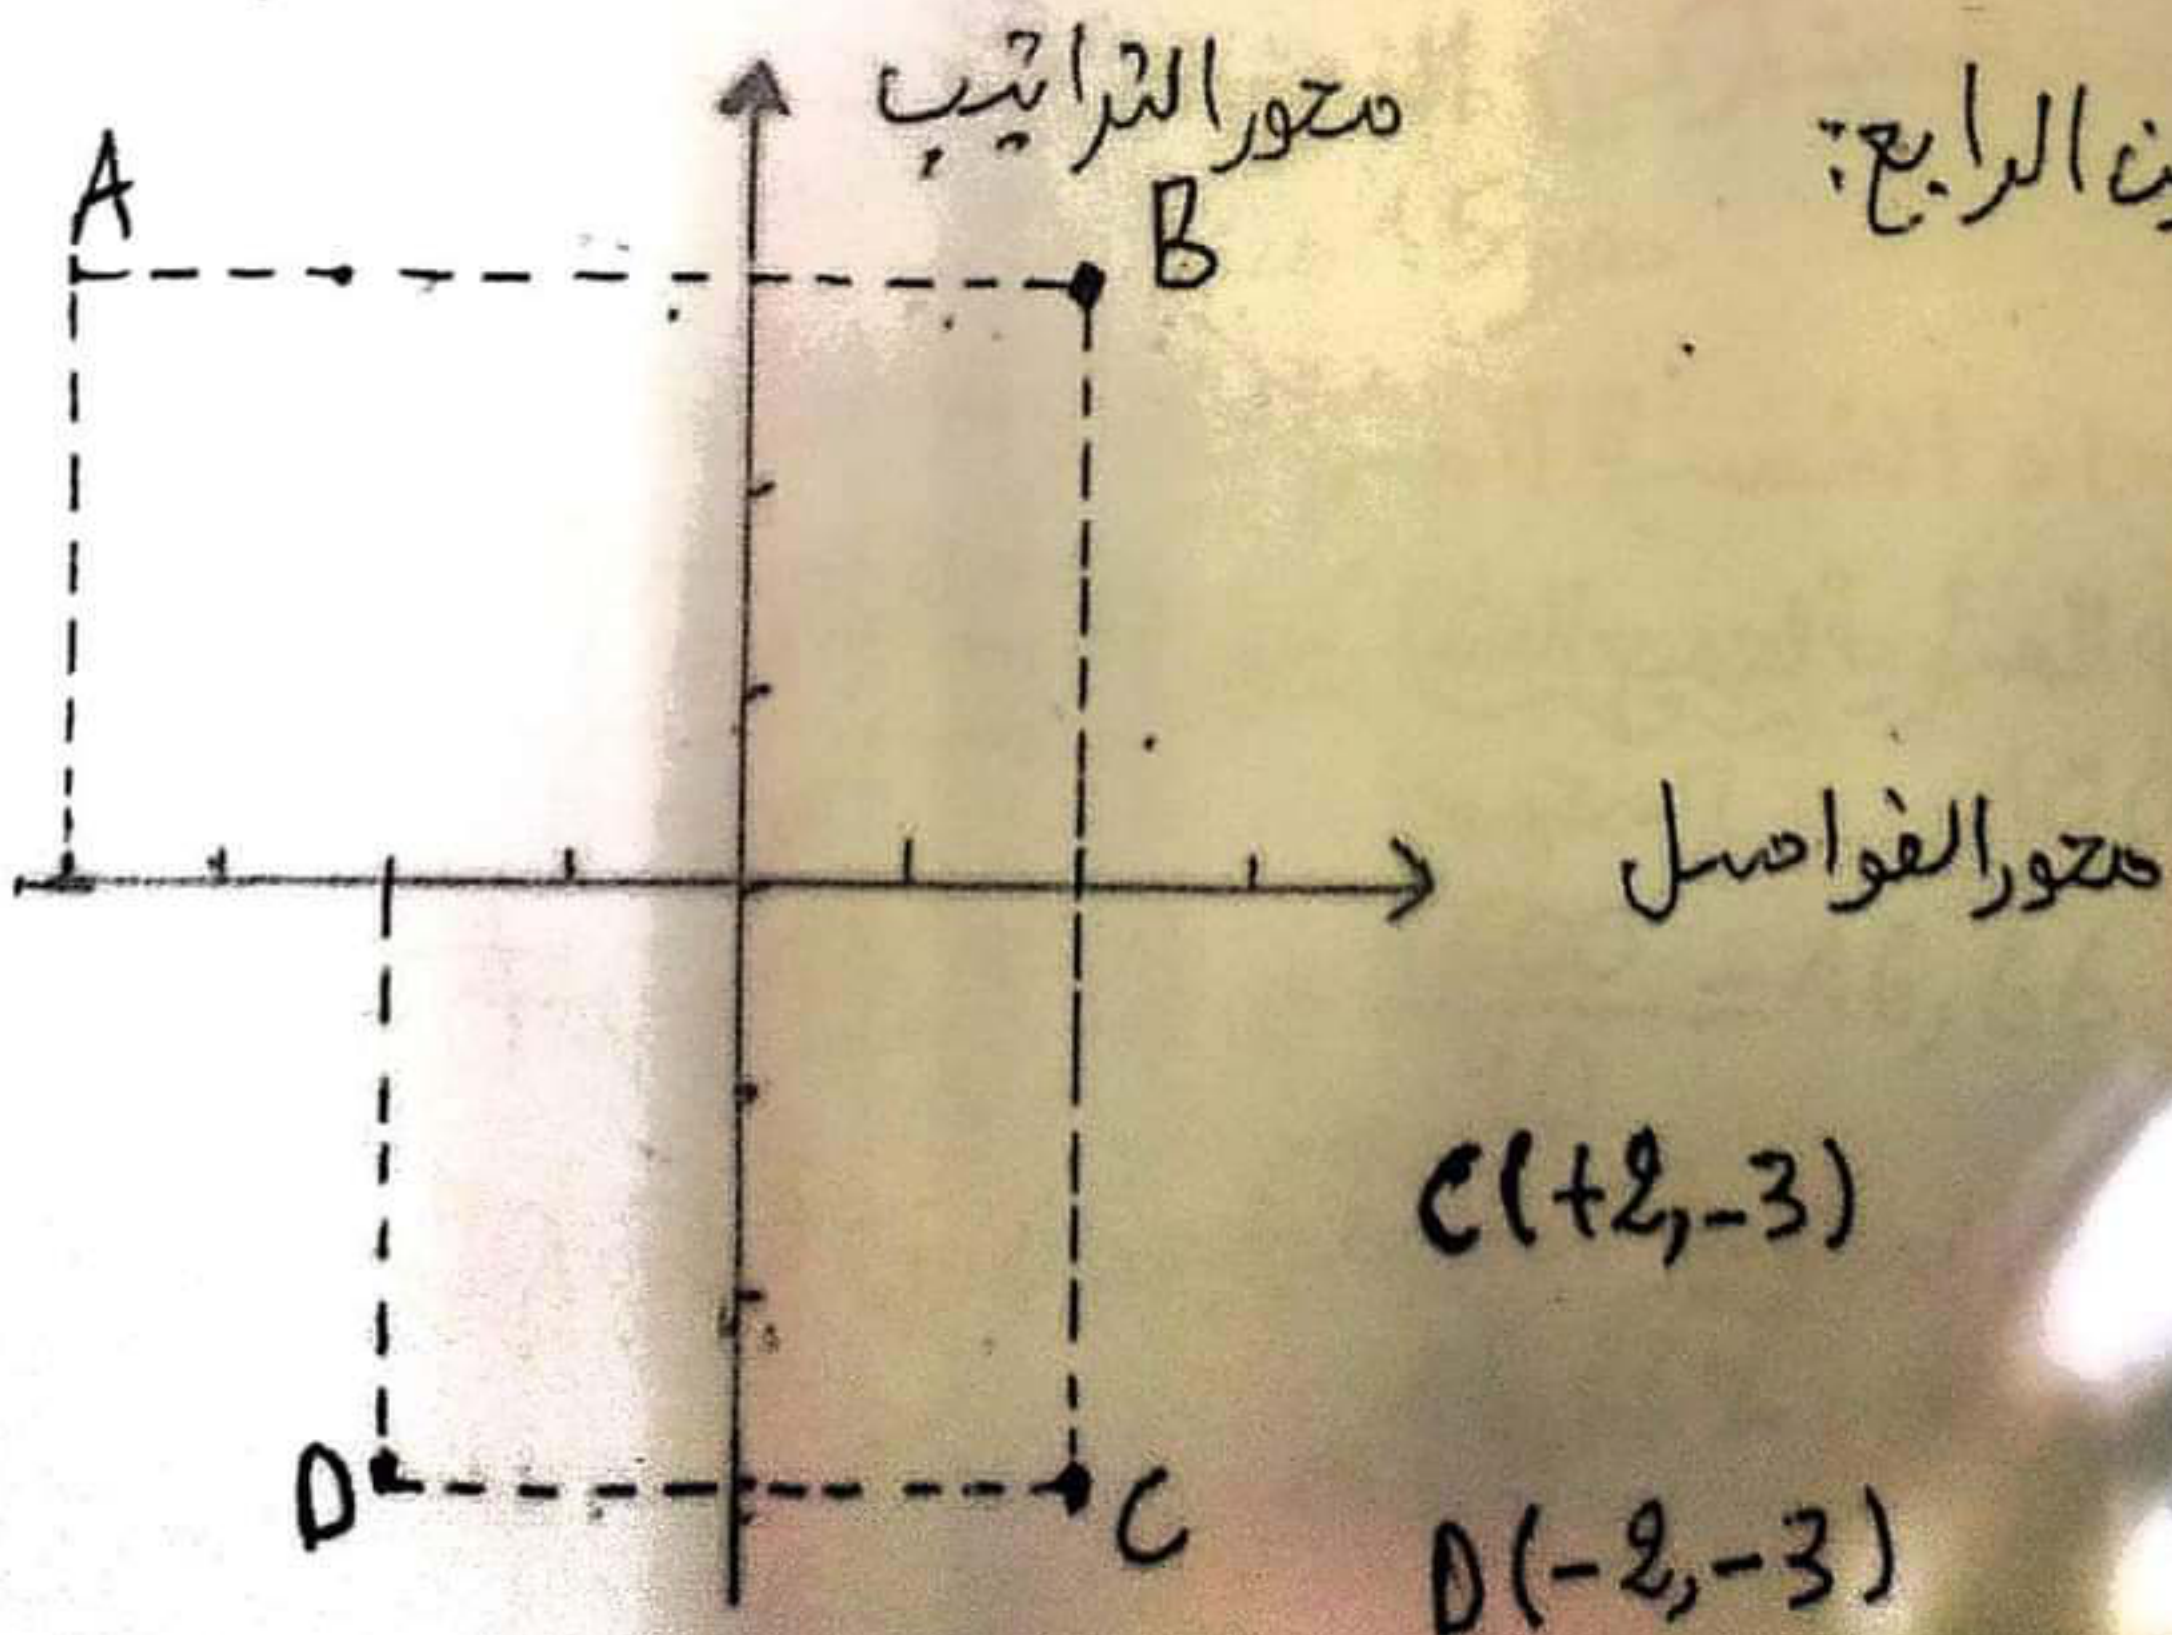 الرابع:
محور التراتيب
A
B
محور الفواصل
C(+2,-3)
D
C
D(-2,-3)